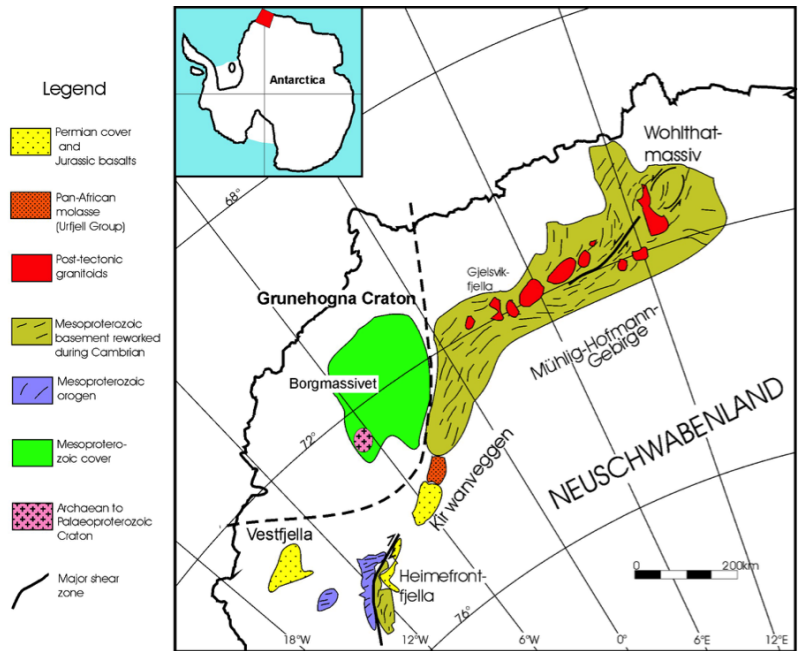 Legend
Permian cover
and
Jurassic basalts
Pan-African
molasse
(Urfjell Group)
Post-tectonic
granitoids
Mesoproterozoic
basement reworked
during Cambrian
Mesoproterozoic
orogen
Mesoprotero-
zoic cover
Archaean to
Palaeoproterozoic
Craton
Major shear
zone
Antarctica
68°
Wohlthat-
massiv
Gjelsvik-
fjella
Grunehogna Craton
Mühlig-Hofmann-
Gebirge
Borgmassivet
72°
NEUSCHWABENLAND
Kirwanveggen
Vestfjella
Heimefront-
fjella
0 200km
76°
18°W 12°W 6°W 0° 6°E 12°E